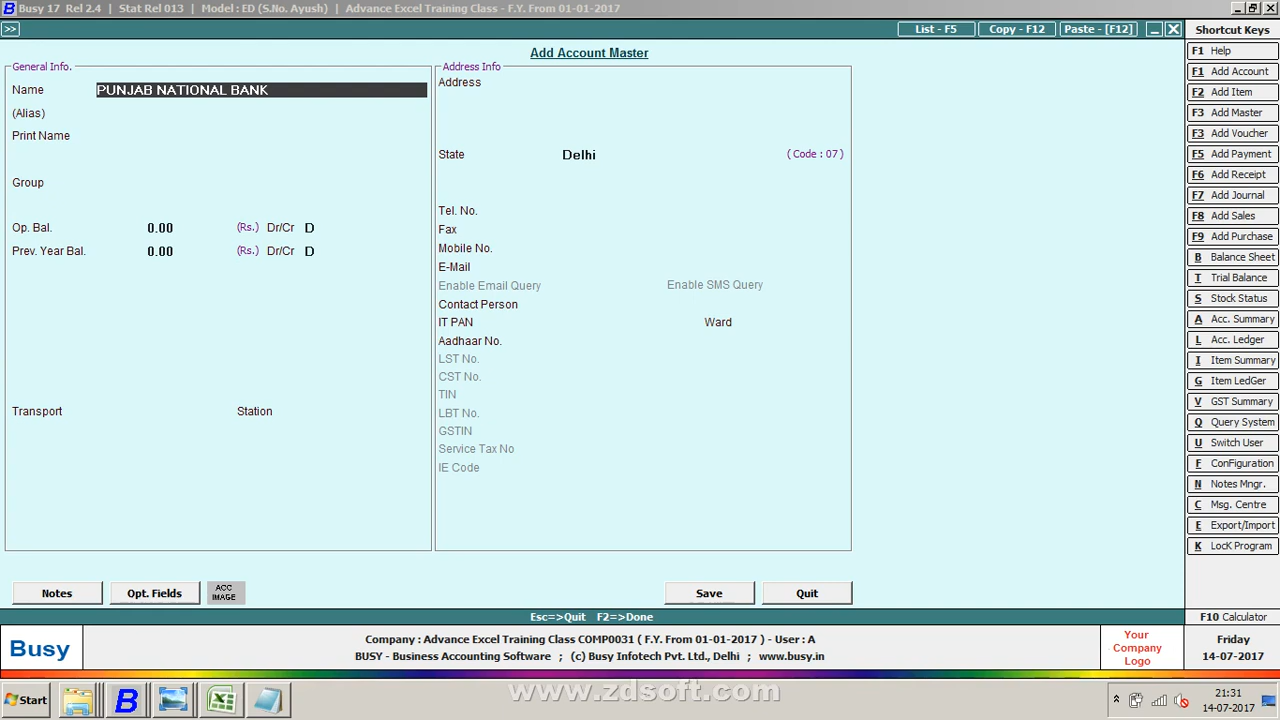 Busy 17 Rel 2.4 | Stat Rel 013 | Model : ED (S.No. Ayush) | Advance Excel Training Class - F.Y. From 01-01-2017
>> List - F5 Copy - F12 Paste - [F12]
Add Account Master
General Info.
Name PUNJAB NATIONAL BANK
(Alias)
Print Name
Group
Op. Bal. 0.00 (Rs.) Dr/Cr D
Prev. Year Bal. 0.00 (Rs.) Dr/Cr D
Transport Station
Address Info
Address
State Delhi ( Code : 07 )
Tel. No.
Fax
Mobile No.
E-Mail
Enable Email Query Enable SMS Query
Contact Person
IT PAN Ward
Aadhaar No.
LST No.
CST No.
TIN
LBT No.
GSTIN
Service Tax No
IE Code
Notes Opt. Fields ACC IMAGE Save Quit
Esc=>Quit F2=>Done
Shortcut Keys
F1 Help
F1 Add Account
F2 Add Item
F3 Add Master
F3 Add Voucher
F5 Add Payment
F6 Add Receipt
F7 Add Journal
F8 Add Sales
F9 Add Purchase
B Balance Sheet
T Trial Balance
S Stock Status
A Acc. Summary
L Acc. Ledger
I Item Summary
G Item LedGer
V GST Summary
Q Query System
U Switch User
F ConFiguration
N Notes Mngr.
C Msg. Centre
E Export/Import
K LocK Program
F10 Calculator
Busy
Company : Advance Excel Training Class COMP0031 ( F.Y. From 01-01-2017 ) - User : A
BUSY - Business Accounting Software ; (c) Busy Infotech Pvt. Ltd., Delhi ; www.busy.in
Your
Company
Logo
Friday
14-07-2017
Start
www.zdsoft.com
21:31
14-07-2017